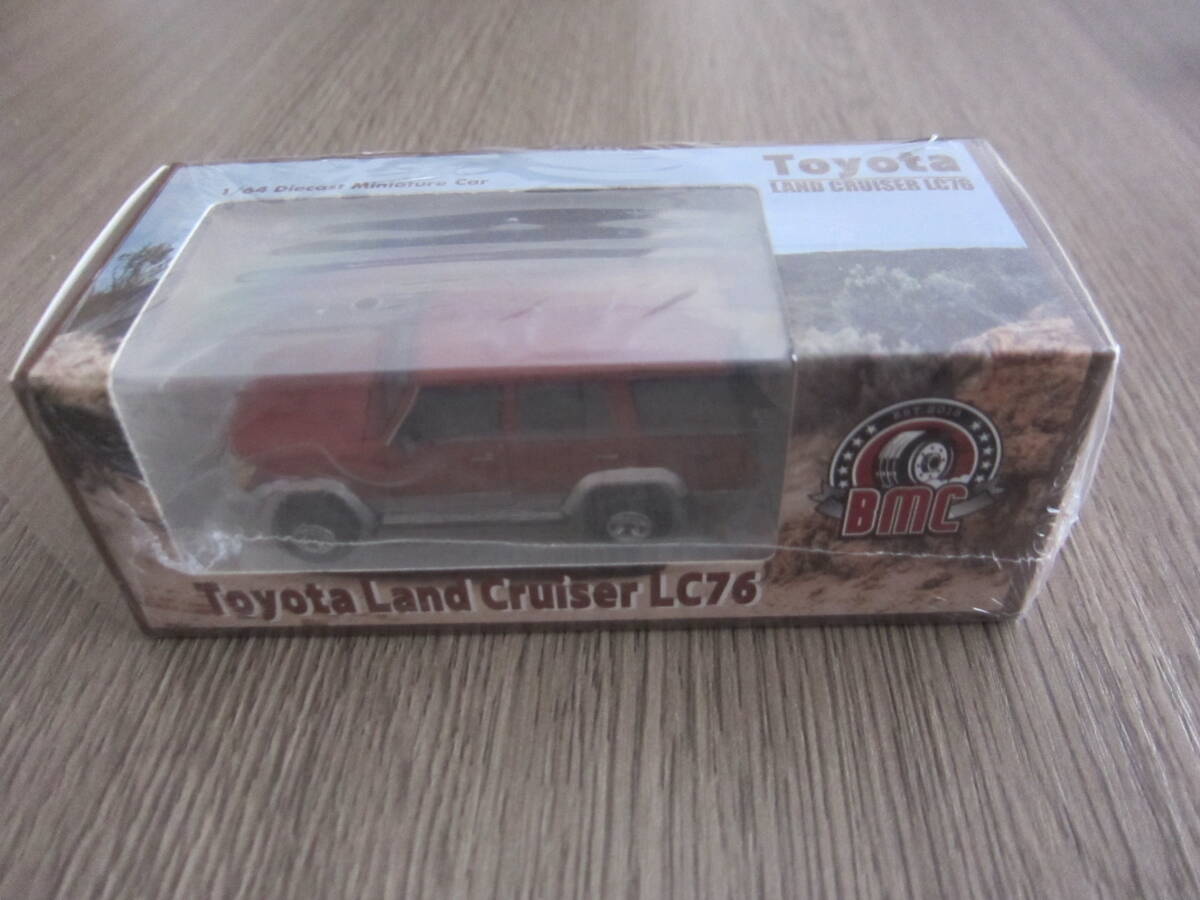 1/64 Diecast Miniature Car
Toyota
LAND CRUISER LC76
EST 2018
BMC
Toyota Land Cruiser LC76